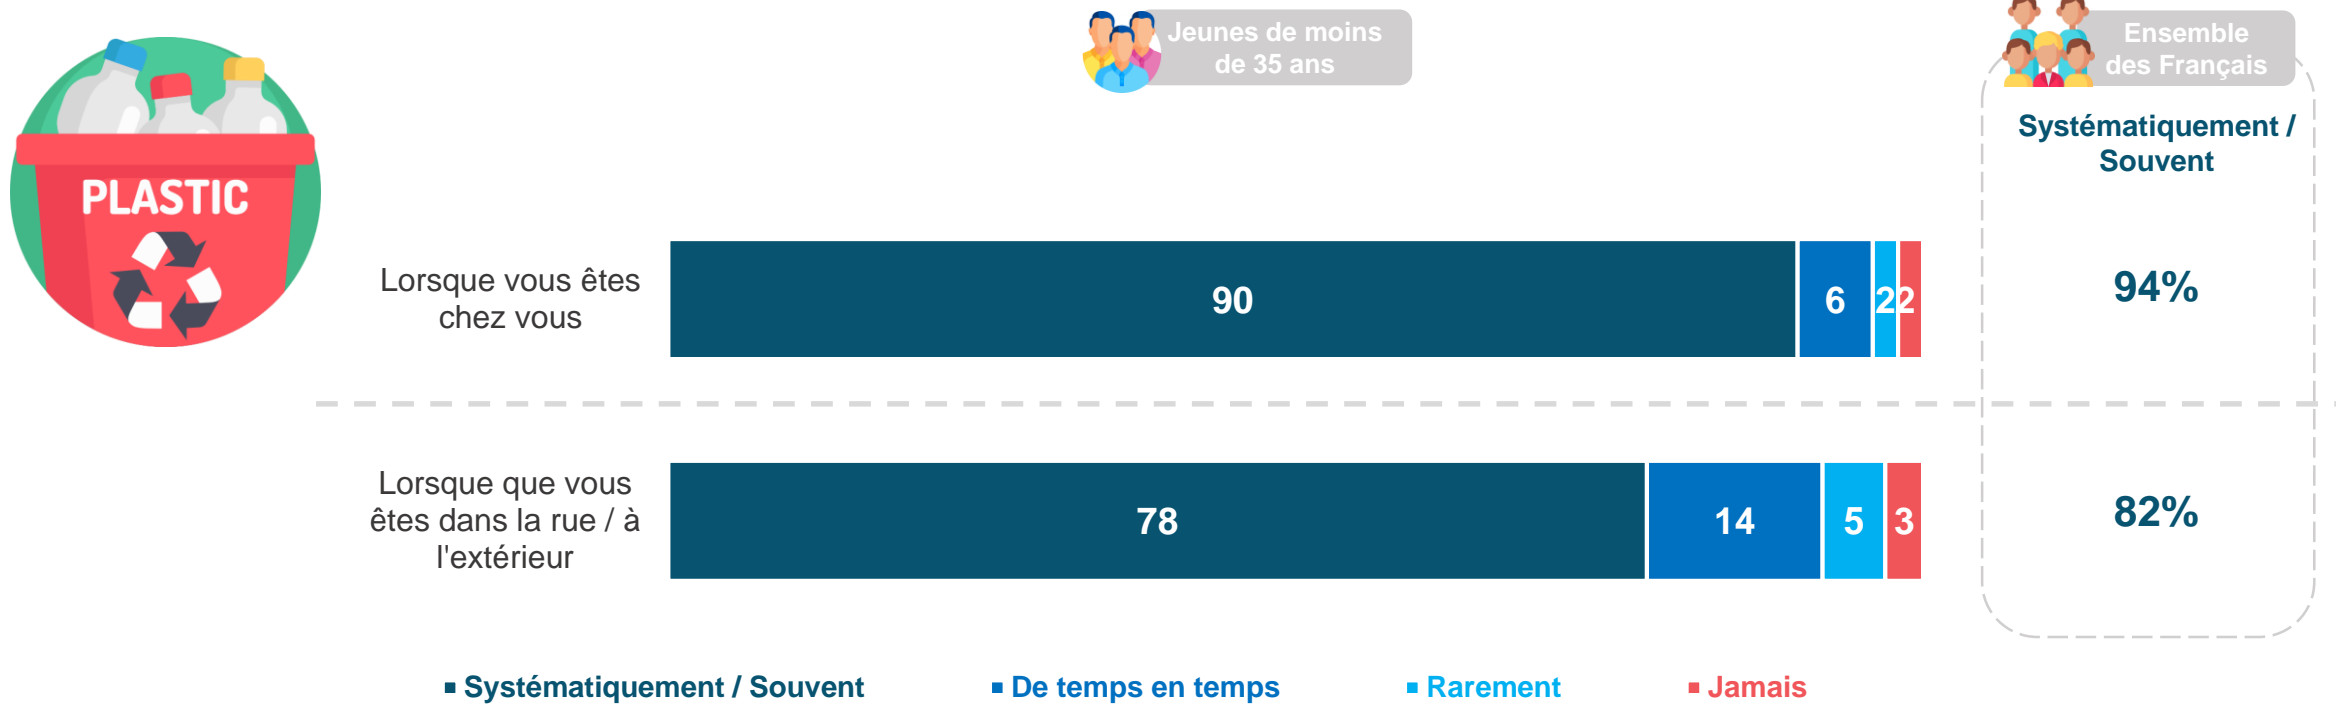 Jeunes de moins
de 35 ans
Ensemble
des Français
Systématiquement /
Souvent
PLASTIC
Lorsque vous êtes
chez vous
90
6
2
2
94%
Lorsque que vous
êtes dans la rue / à
l'extérieur
78
14
5
3
82%
Systématiquement / Souvent
De temps en temps
Rarement
Jamais